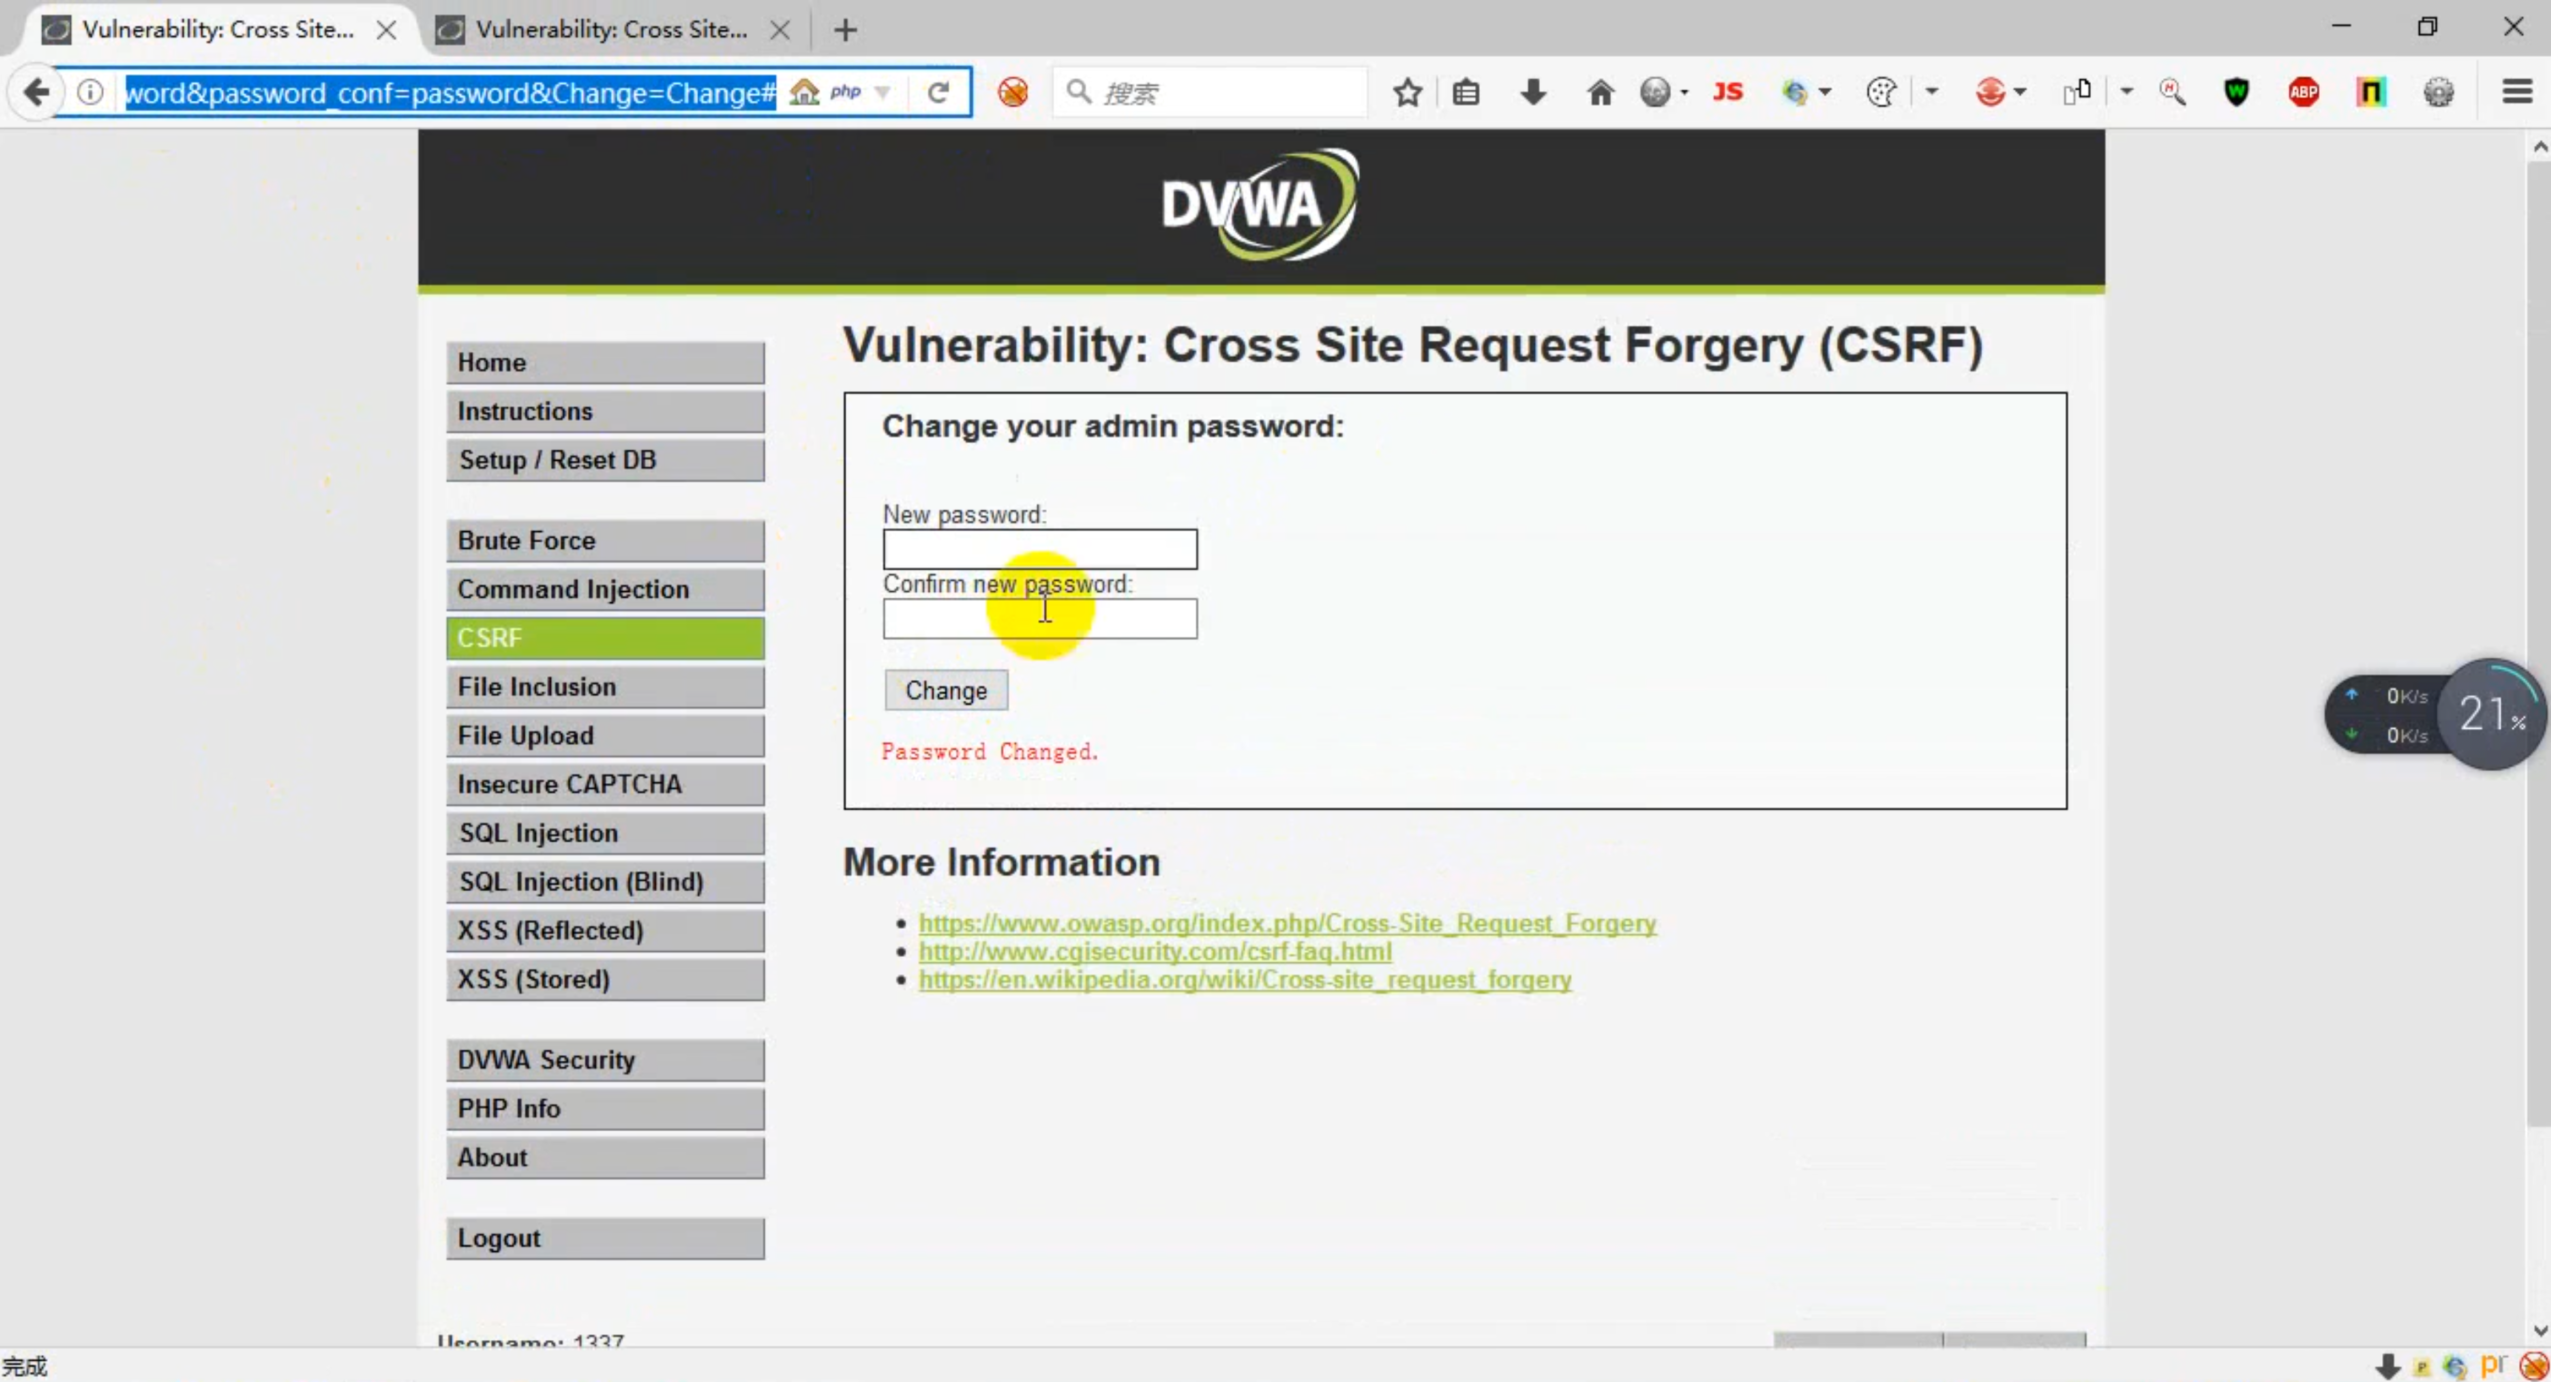 Vulnerability: Cross Site...
Vulnerability: Cross Site...
word&password_conf=password&Change=Change#
php
搜索
JS
ABP
DVWA
Vulnerability: Cross Site Request Forgery (CSRF)
Home
Instructions
Setup / Reset DB
Brute Force
Command Injection
CSRF
File Inclusion
File Upload
Insecure CAPTCHA
SQL Injection
SQL Injection (Blind)
XSS (Reflected)
XSS (Stored)
DVWA Security
PHP Info
About
Logout
Change your admin password:
New password:
Confirm new password:
Change
Password Changed.
More Information
https://www.owasp.org/index.php/Cross-Site_Request_Forgery
http://www.cgisecurity.com/csrf-faq.html
https://en.wikipedia.org/wiki/Cross-site_request_forgery
0K/s
0K/s
21%
Username: 1337
完成
pr